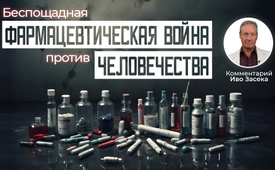 Беспощадная
ФАРМАЦЕВТИЧЕСКАЯ ВОЙНА
против
ЧЕЛОВЕЧЕСТВА
Комментарий
Иво Засека